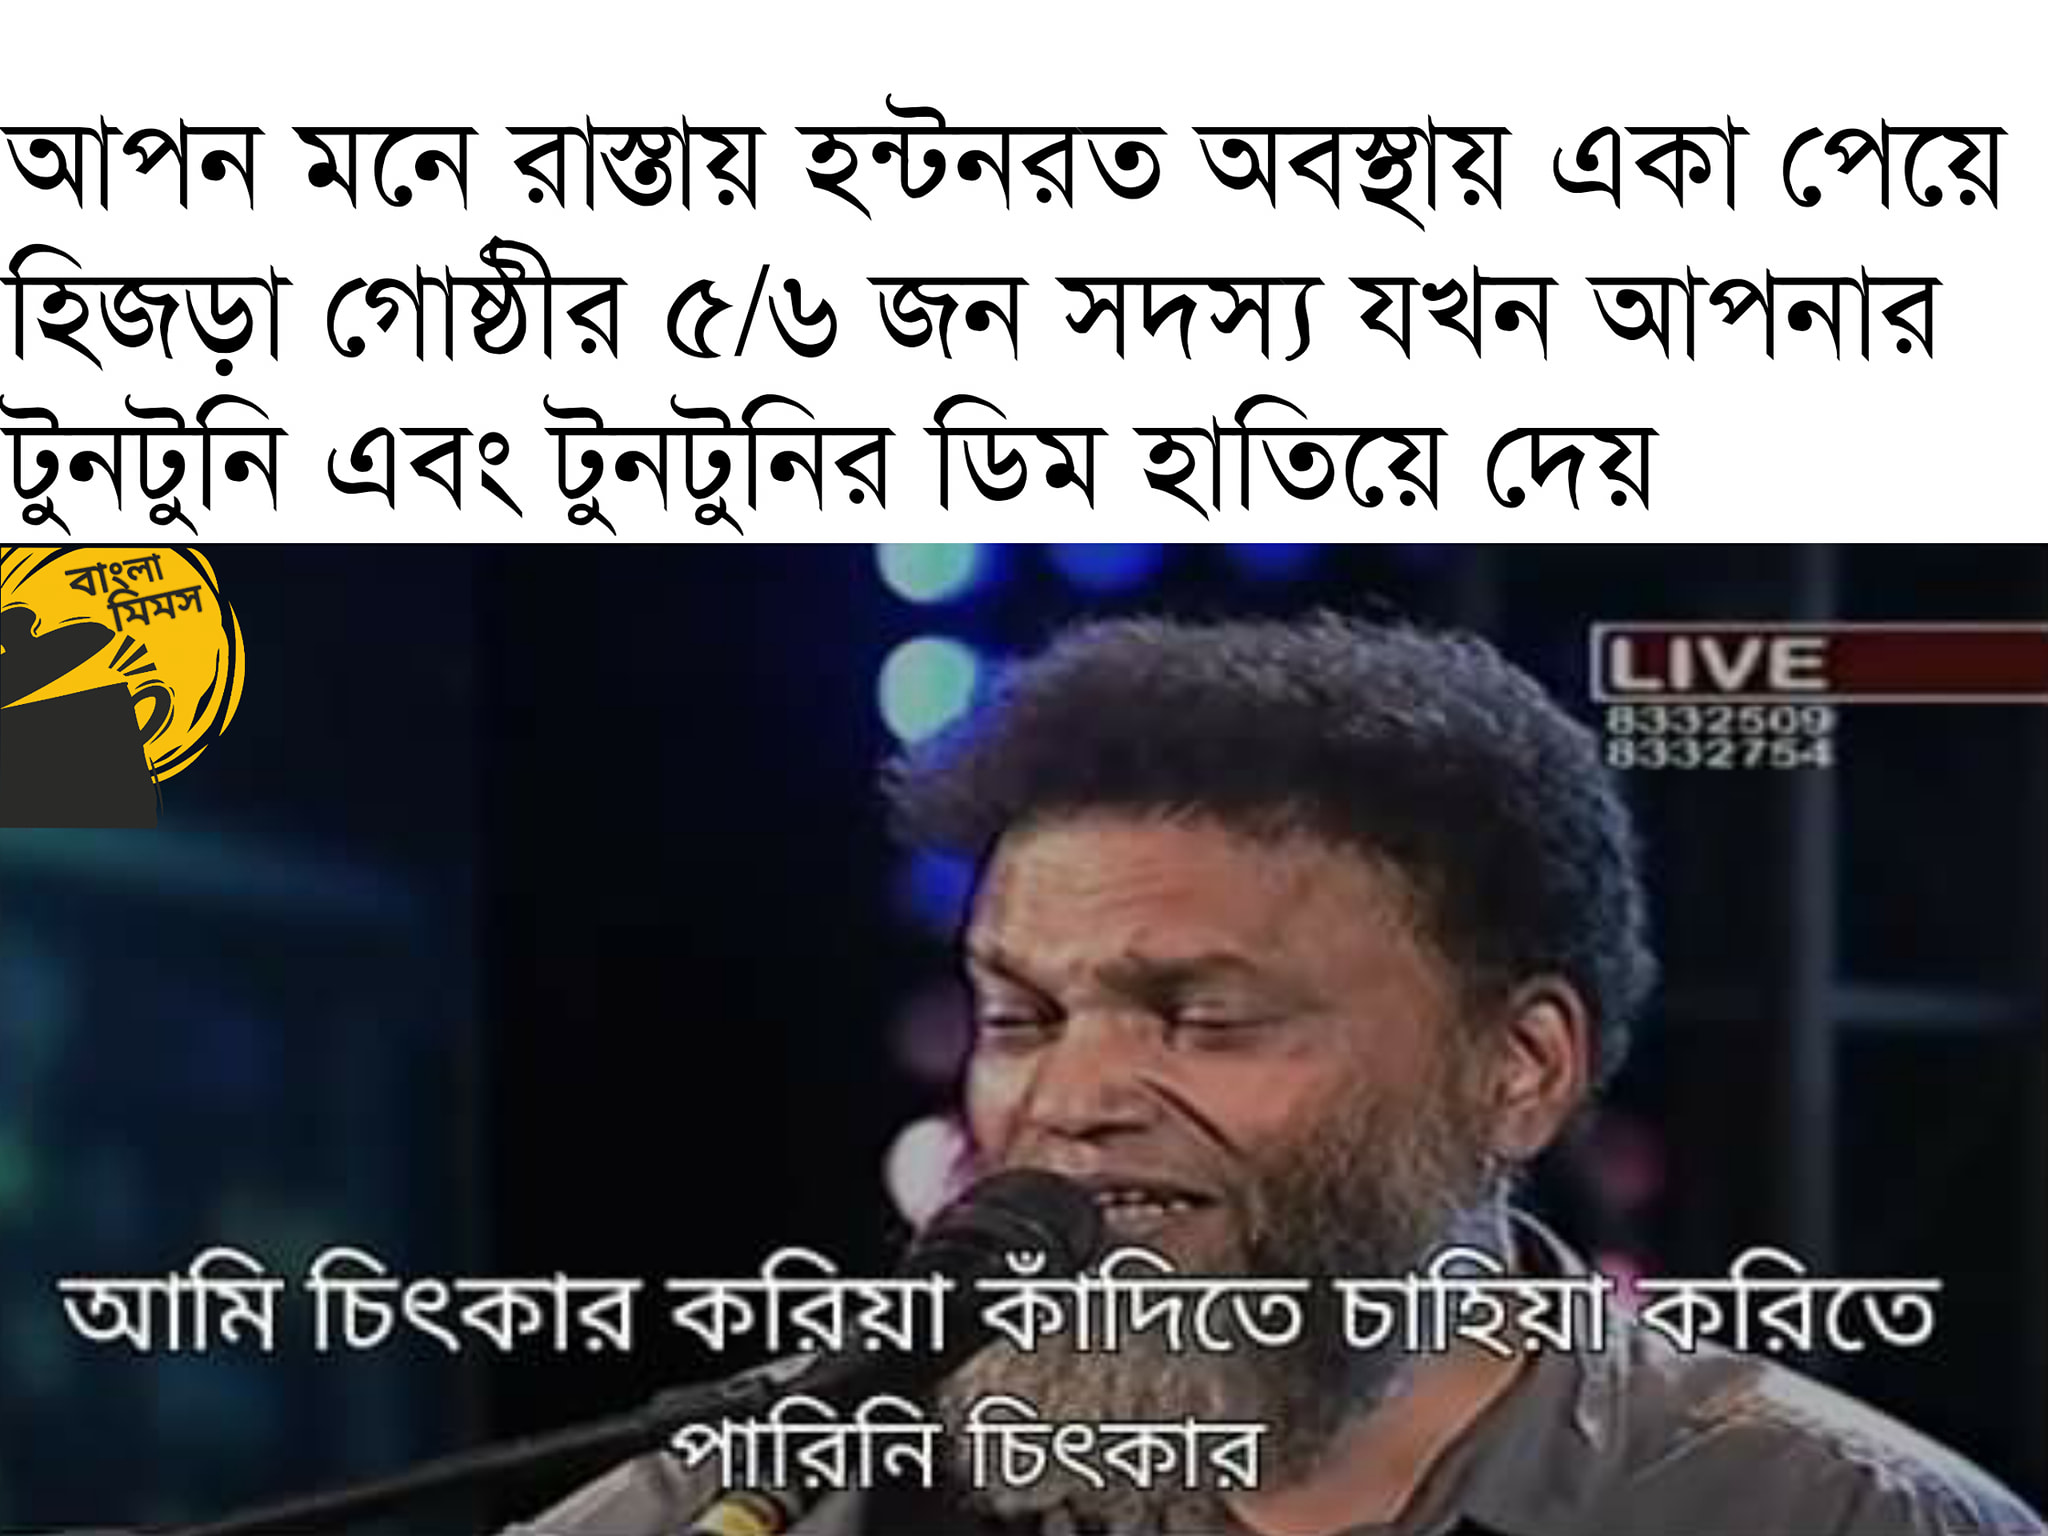 আপন মনে রাস্তায় হন্টনরত অবস্থায় একা পেয়ে
হিজড়া গোষ্ঠীর ৫/৬ জন সদস্য যখন আপনার
টুনটুনি এবং টুনটুনির ডিম হাতিয়ে দেয়
বাংলা
মিমস
LIVE
8332509
8332754
আমি চিৎকার করিয়া কাঁদিতে চাহিয়া করিতে
পারিনি চিৎকার